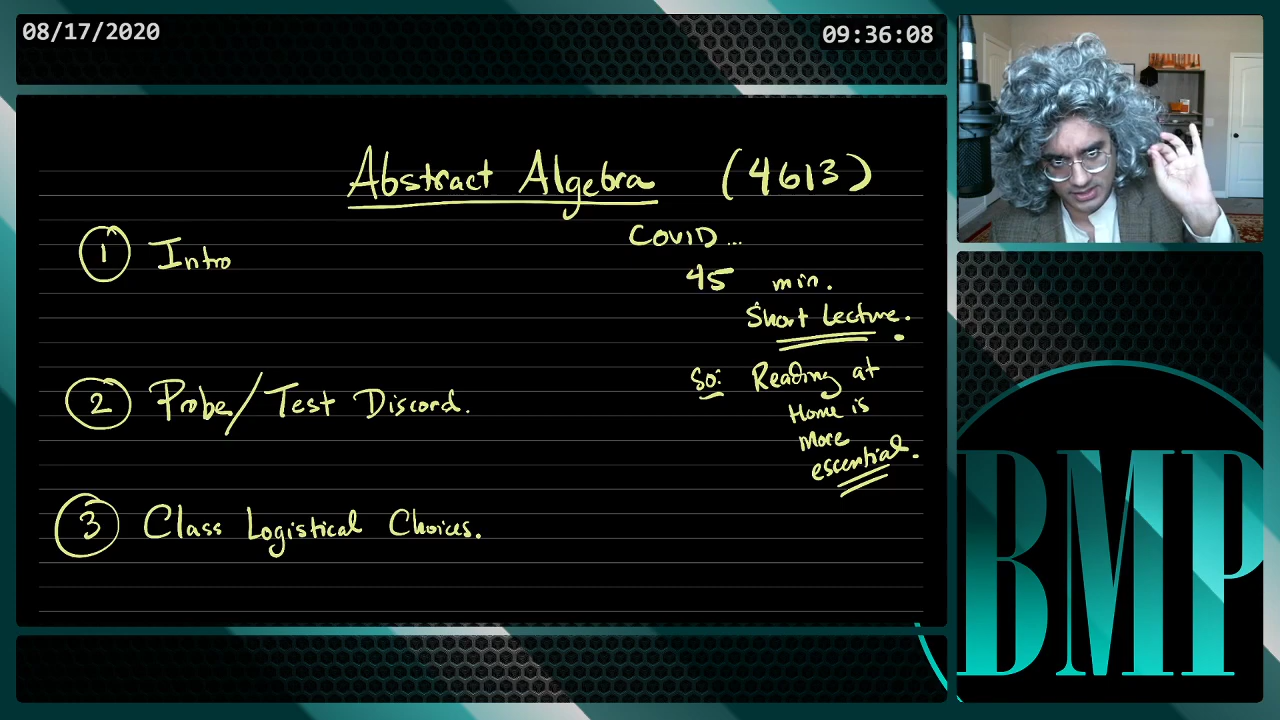 08/17/2020
09:36:08
Abstract Algebra (4613)
① Intro
COVID...
45 min.
Short Lecture.
② Probe/Test Discord.
So: Reading at
Home is
more
essential.
③ Class Logistical Choices.
BMP